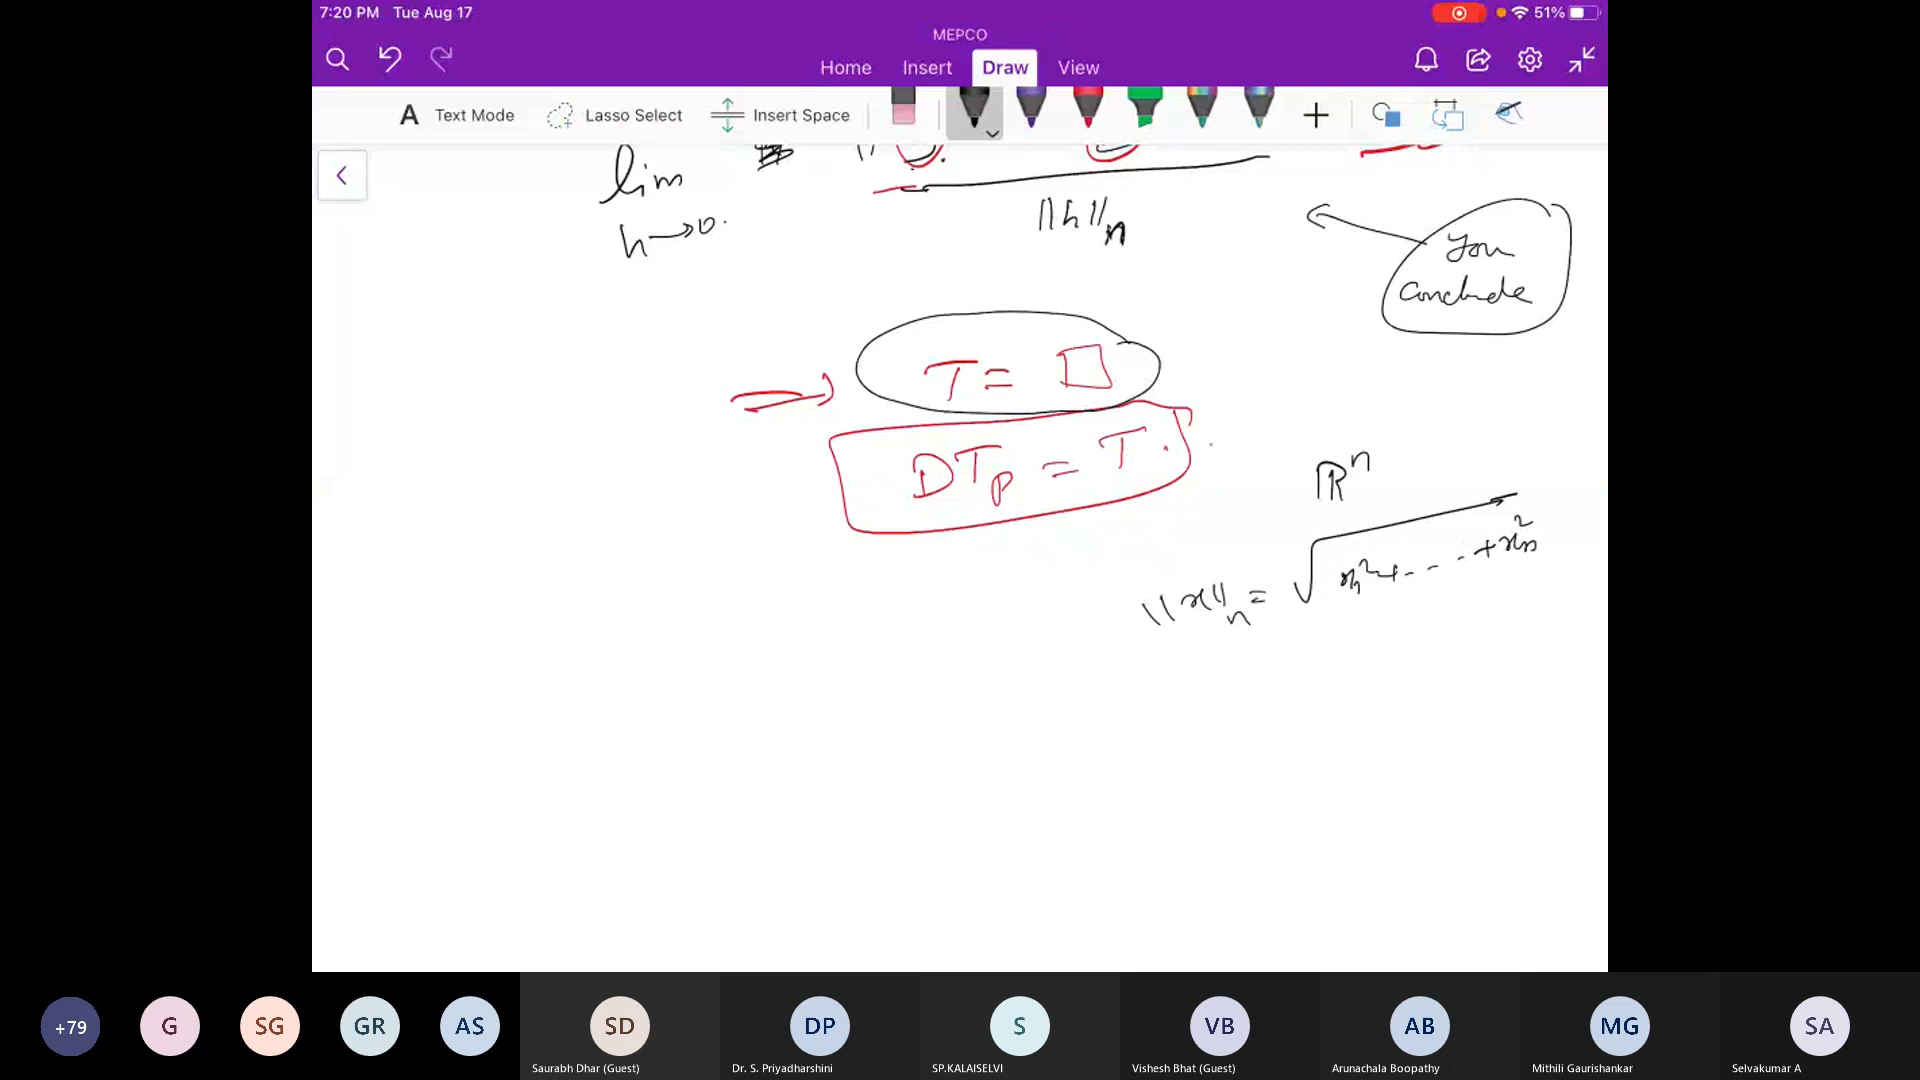 7:20 PM Tue Aug 17
51%
MEPCO
Home Insert Draw View
A Text Mode Lasso Select Insert Space
lim
h→0.
||h||n
You
conclude
T = □
DTp = T.
ℝⁿ
||x||n = √x₁²+---+xn²
+79 G SG GR AS SD DP S VB AB MG SA
Saurabh Dhar (Guest) Dr. S. Priyadharshini SP.KALAISELVI Vishesh Bhat (Guest) Arunachala Boopathy Mithili Gaurishankar Selvakumar A